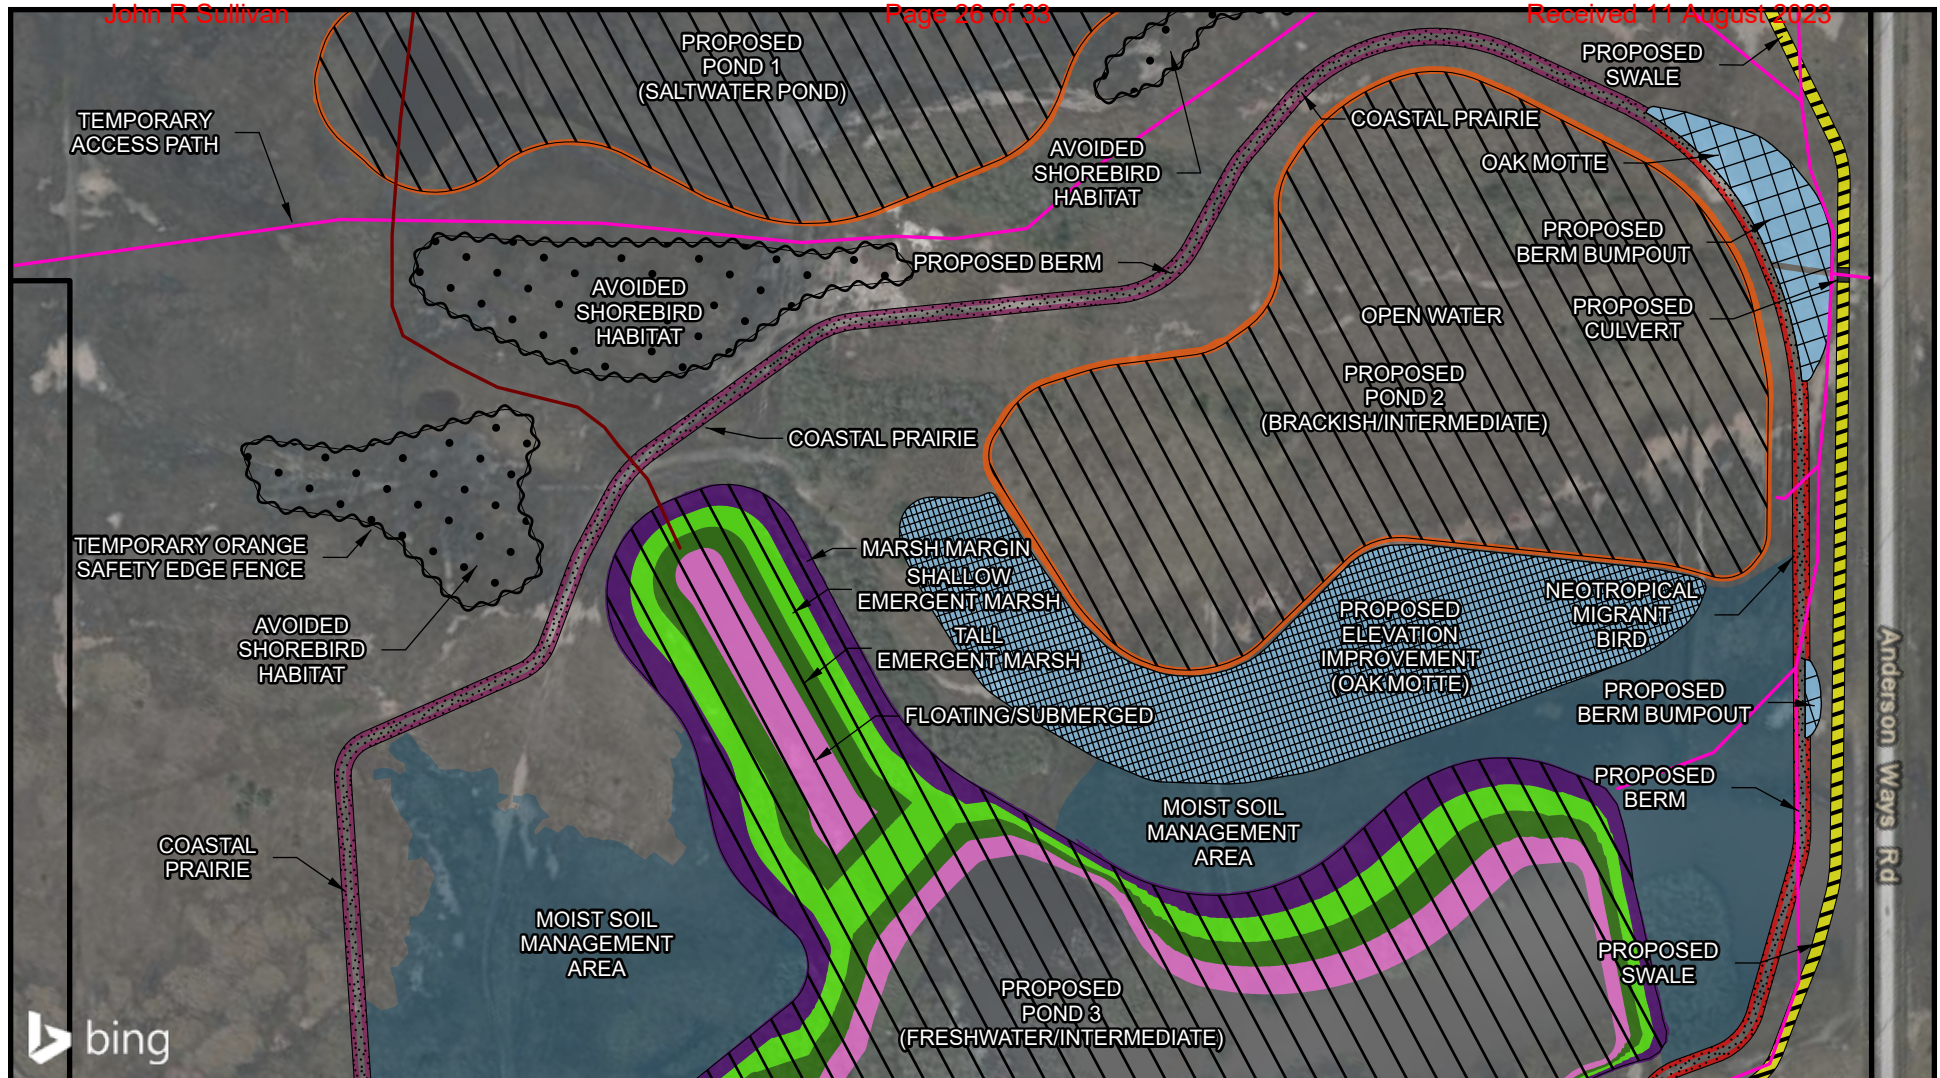 John R Sullivan
Page 26 of 33
Received 11 August 2023
PROPOSED
POND 1
(SALTWATER POND)
PROPOSED
SWALE
TEMPORARY
ACCESS PATH
COASTAL PRAIRIE
AVOIDED
SHOREBIRD
HABITAT
OAK MOTTE
PROPOSED
BERM BUMPOUT
PROPOSED BERM
AVOIDED
SHOREBIRD
HABITAT
OPEN WATER
PROPOSED
CULVERT
PROPOSED
POND 2
(BRACKISH/INTERMEDIATE)
COASTAL PRAIRIE
TEMPORARY ORANGE
SAFETY EDGE FENCE
MARSH MARGIN
SHALLOW
EMERGENT MARSH
NEOTROPICAL
MIGRANT
BIRD
AVOIDED
SHOREBIRD
HABITAT
TALL
EMERGENT MARSH
PROPOSED
ELEVATION
IMPROVEMENT
(OAK MOTTE)
FLOATING/SUBMERGED
PROPOSED
BERM BUMPOUT
Anderson Ways Rd
PROPOSED
BERM
MOIST SOIL
MANAGEMENT
AREA
COASTAL
PRAIRIE
MOIST SOIL
MANAGEMENT
AREA
PROPOSED
SWALE
PROPOSED
POND 3
(FRESHWATER/INTERMEDIATE)
bing